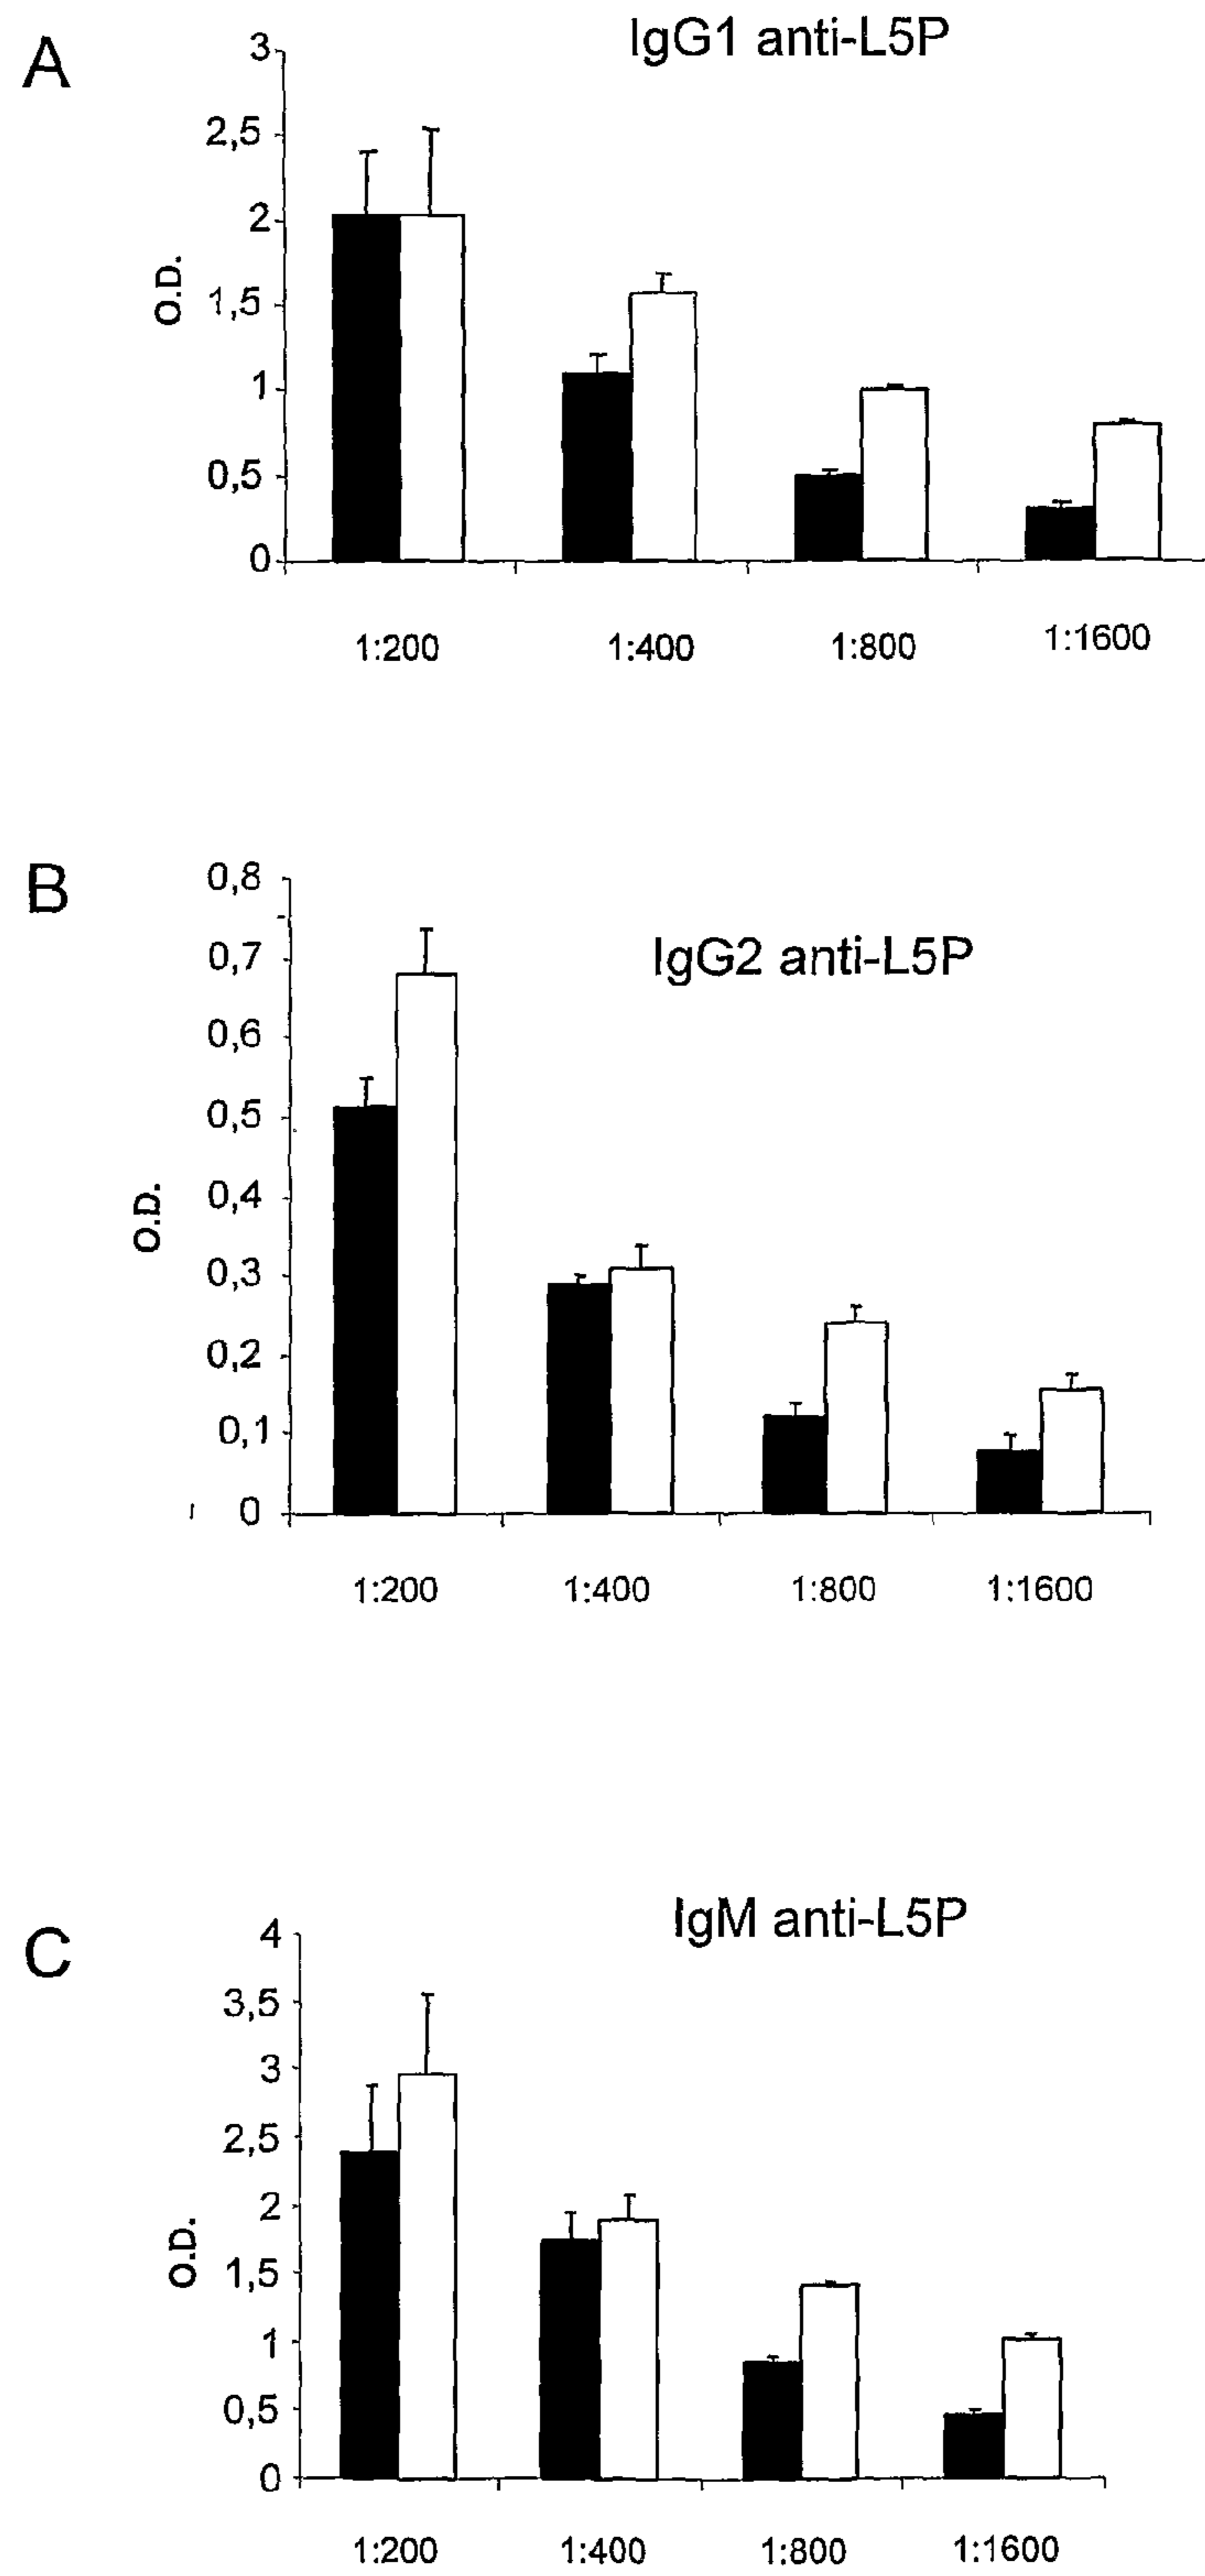 A
IgG1 anti-L5P
3
2,5
2
1,5
1
0,5
0
O.D.
1:200 1:400 1:800 1:1600
B
IgG2 anti-L5P
0,8
0,7
0,6
0,5
0,4
0,3
0,2
0,1
0
O.D.
1:200 1:400 1:800 1:1600
C
IgM anti-L5P
4
3,5
3
2,5
2
1,5
1
0,5
0
O.D.
1:200 1:400 1:800 1:1600